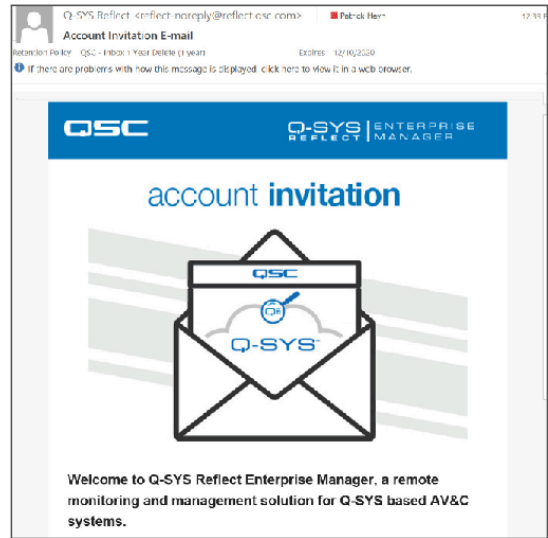 Q-SYS Reflect <reflect-noreply@reflect.qsc.com>
Account Invitation E-mail
Retention Policy QSC - Inbox 1 Year Delete (1 year) Expires 12/10/2020
If there are problems with how this message is displayed, click here to view it in a web browser.
QSC Q-SYS REFLECT ENTERPRISE MANAGER
account invitation
QSC
Q-SYS™
Welcome to Q-SYS Reflect Enterprise Manager, a remote
monitoring and management solution for Q-SYS based AV&C
systems.